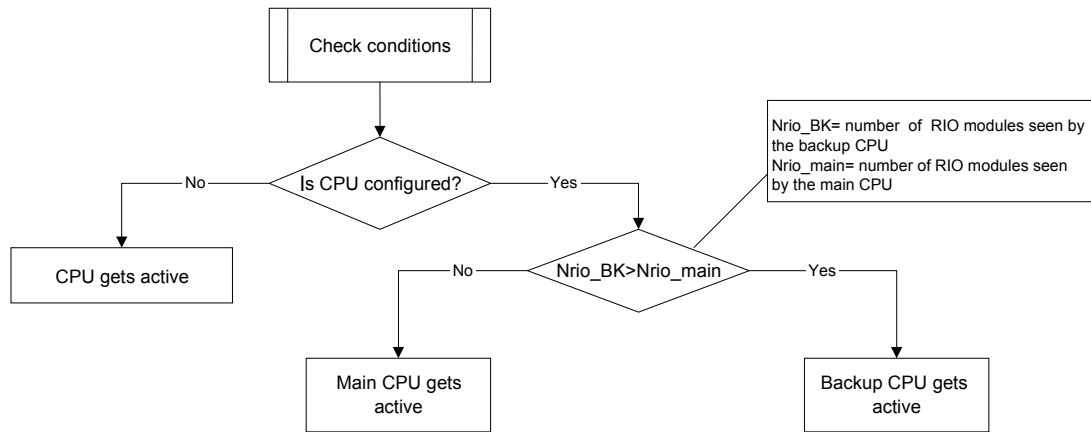 Check conditions
Nrio_BK= number of RIO modules seen by
the backup CPU
Nrio_main= number of RIO modules seen
by the main CPU
No
Is CPU configured?
Yes
CPU gets active
No
Nrio_BK>Nrio_main
Yes
Main CPU gets
active
Backup CPU gets
active